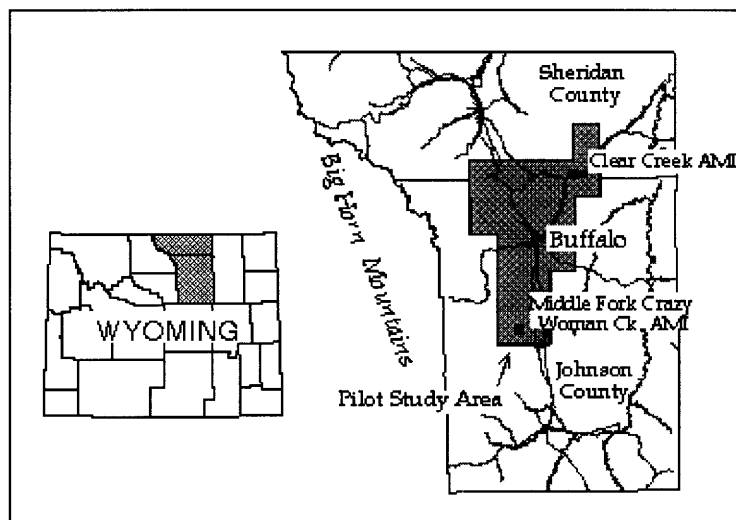 Sheridan
County
Clear Creek AMI
Big Horn Mountains
Buffalo
WYOMING
Middle Fork Crazy
Woman Ck. AMI
Johnson
County
Pilot Study Area